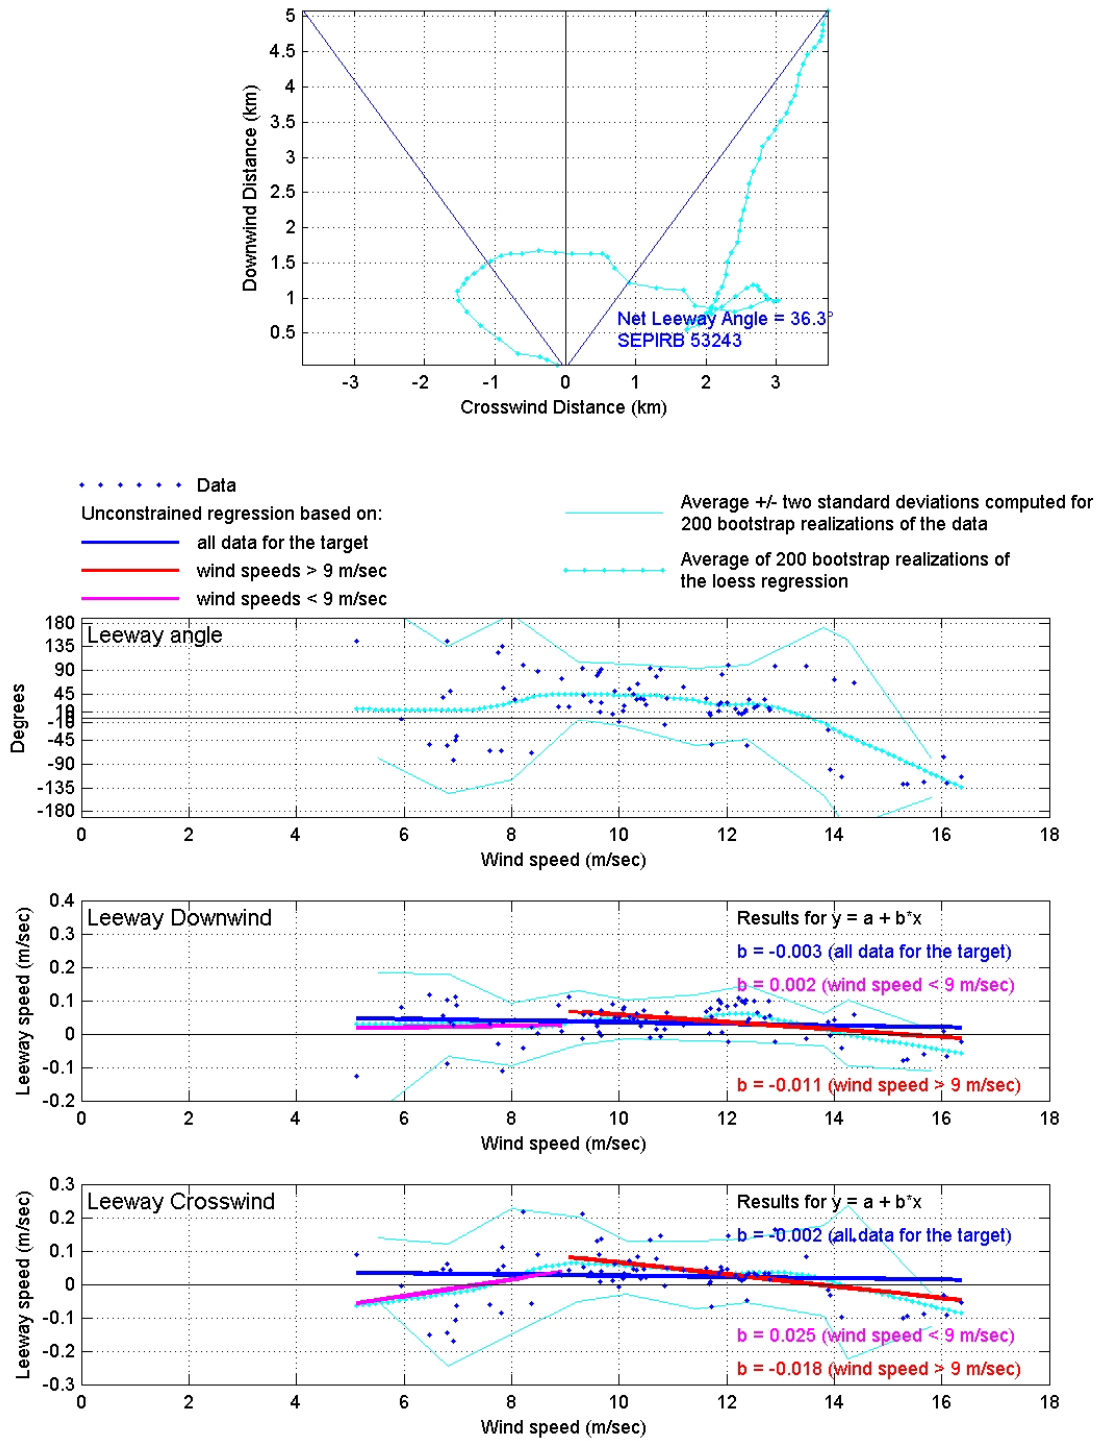 5
4.5
4
3.5
3
2.5
2
1.5
1
0.5
Downwind Distance (km)
Net Leeway Angle = 36.3°
SEPIRB 53243
-3 -2 -1 0 1 2 3
Crosswind Distance (km)
Data
Unconstrained regression based on:
all data for the target
wind speeds > 9 m/sec
wind speeds < 9 m/sec
Average +/- two standard deviations computed for
200 bootstrap realizations of the data
Average of 200 bootstrap realizations of
the loess regression
Leeway angle
180
135
90
45
10
-10
-45
-90
-135
-180
Degrees
0 2 4 6 8 10 12 14 16 18
Wind speed (m/sec)
Leeway Downwind
0.4
0.3
0.2
0.1
0
-0.1
-0.2
Leeway speed (m/sec)
Results for y = a + b*x
b = -0.003 (all data for the target)
b = 0.002 (wind speed < 9 m/sec)
b = -0.011 (wind speed > 9 m/sec)
0 2 4 6 8 10 12 14 16 18
Wind speed (m/sec)
Leeway Crosswind
0.3
0.2
0.1
0
-0.1
-0.2
-0.3
Leeway speed (m/sec)
Results for y = a + b*x
b = -0.002 (all data for the target)
b = 0.025 (wind speed < 9 m/sec)
b = -0.018 (wind speed > 9 m/sec)
0 2 4 6 8 10 12 14 16 18
Wind speed (m/sec)